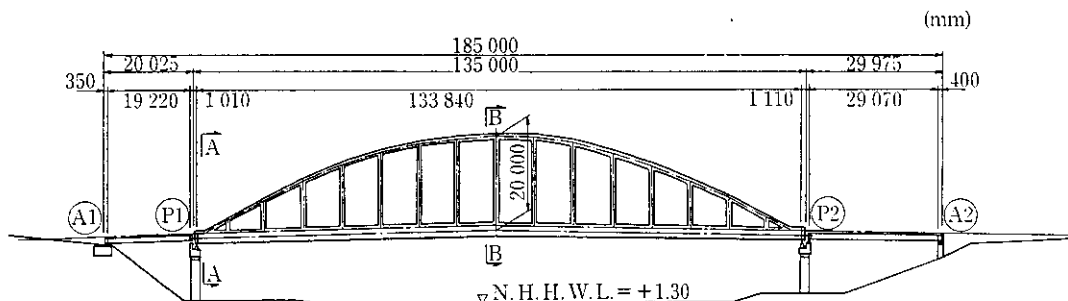 (mm)
185 000
20 025 135 000 29 975
350 19 220 1 010 133 840 1 110 29 070 400
B
A
20 000
A1 P1 P2 A2
A B
▽ N. H. H. W. L. = +1.30